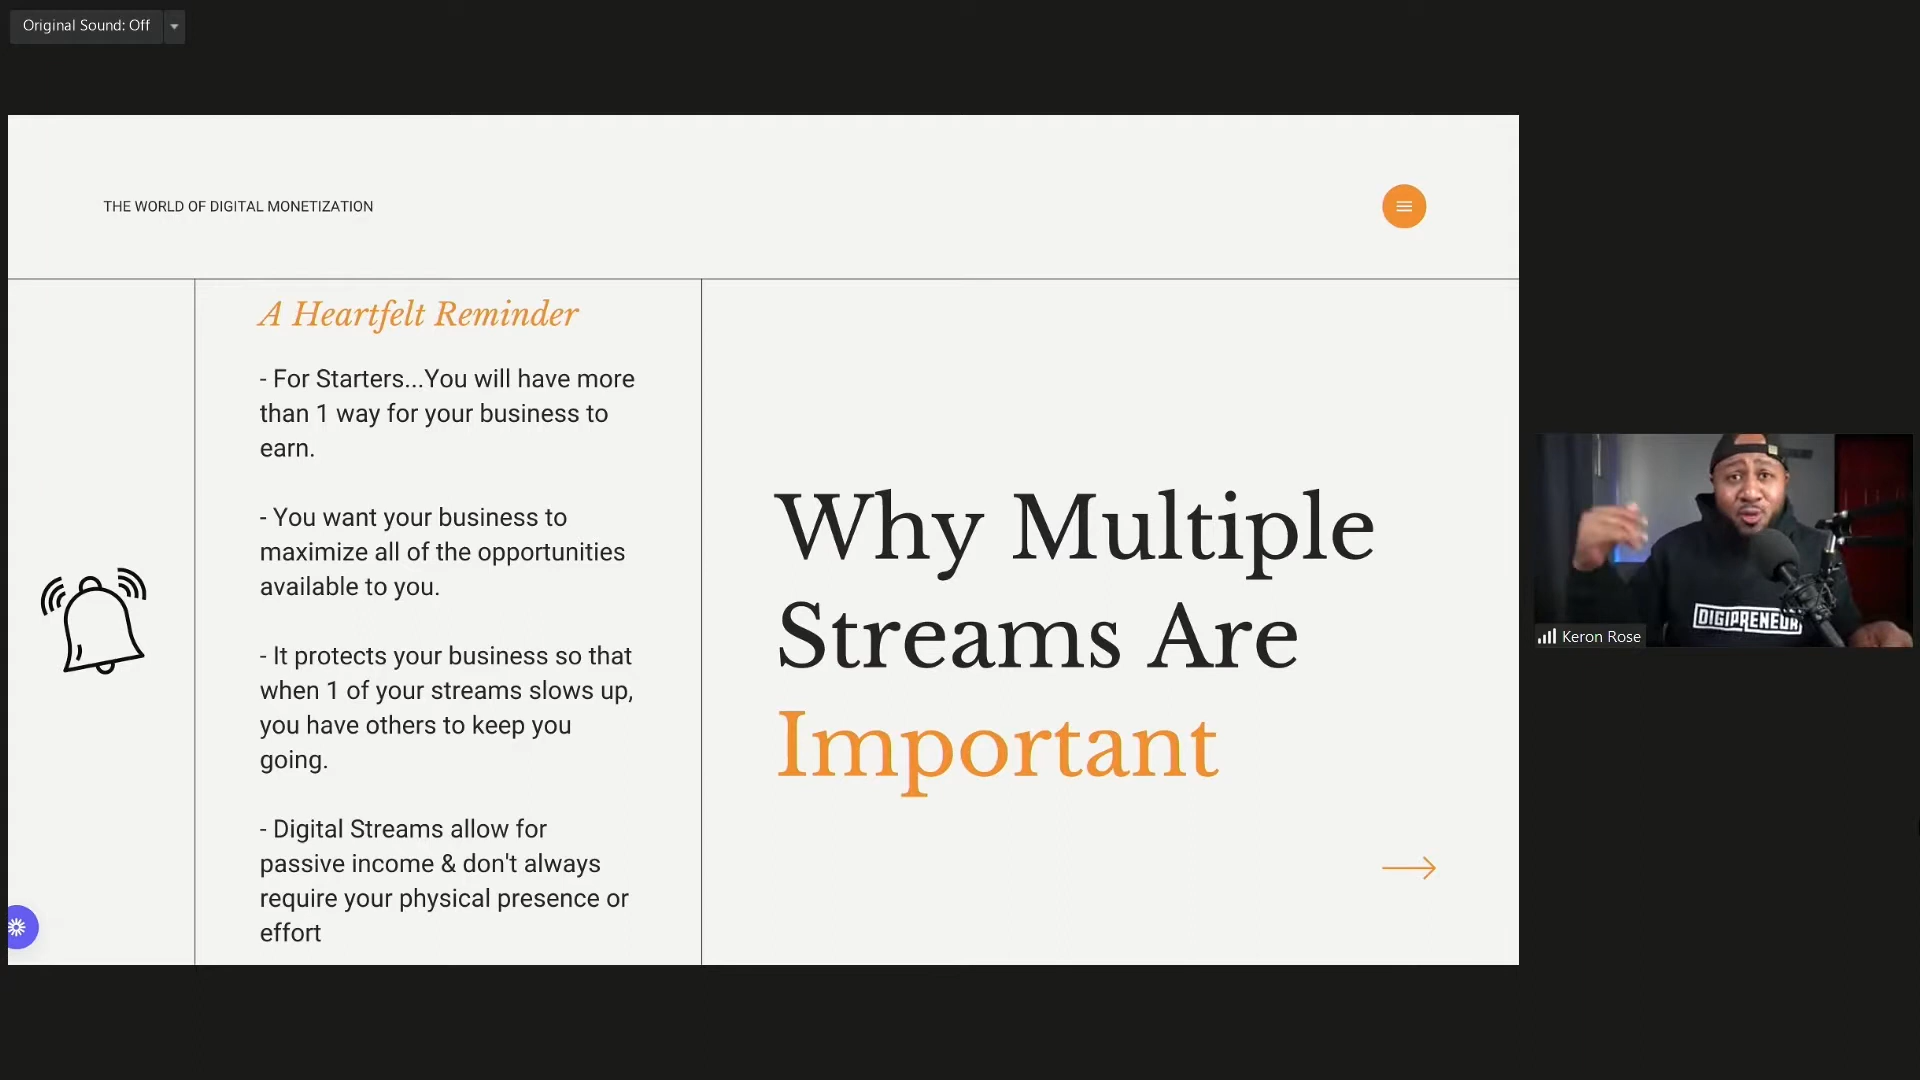 Original Sound: Off
THE WORLD OF DIGITAL MONETIZATION
A Heartfelt Reminder
- For Starters...You will have more
than 1 way for your business to
earn.
- You want your business to
maximize all of the opportunities
available to you.
- It protects your business so that
when 1 of your streams slows up,
you have others to keep you
going.
- Digital Streams allow for
passive income & don't always
require your physical presence or
effort
Why Multiple
Streams Are
Important
DIGIPRENEUR
Keron Rose